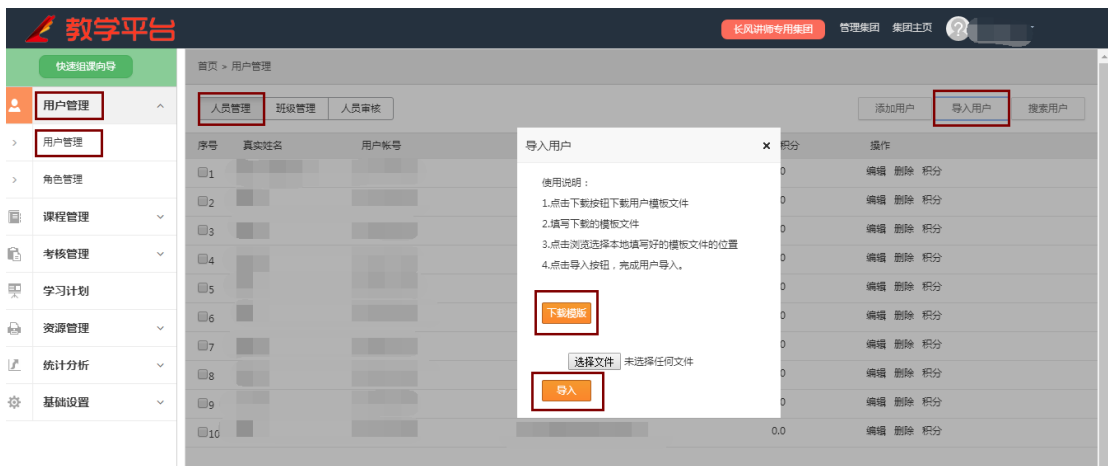 教学平台
长风讲师专用集团 管理集团 集团主页
快速组课向导
首页 > 用户管理
用户管理
人员管理 班级管理 人员审核
添加用户 导入用户 搜索用户
用户管理
角色管理
课程管理
考核管理
学习计划
资源管理
统计分析
基础设置
序号 真实姓名 用户帐号 积分 操作
1 0 编辑 删除 积分
2 0 编辑 删除 积分
3 0 编辑 删除 积分
4 0 编辑 删除 积分
5 0 编辑 删除 积分
6 0 编辑 删除 积分
7 0 编辑 删除 积分
8 0 编辑 删除 积分
9 0 编辑 删除 积分
10 0.0 编辑 删除 积分
导入用户 ×
使用说明：
1.点击下载按钮下载用户模板文件
2.填写下载的模板文件
3.点击浏览选择本地填写好的模板文件的位置
4.点击导入按钮，完成用户导入。
下载模版
选择文件 未选择任何文件
导入